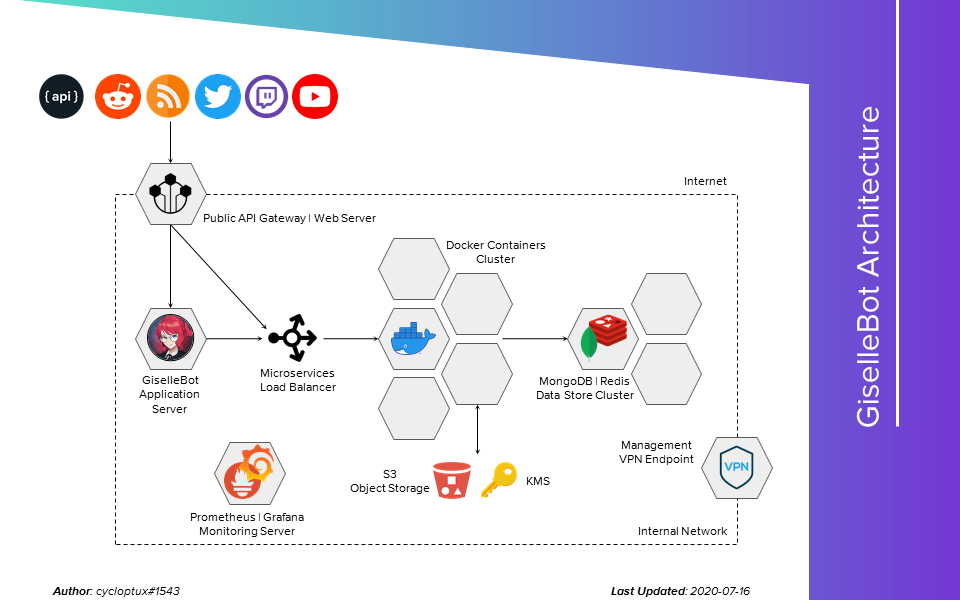 { api }
Internet
Public API Gateway | Web Server
Docker Containers
Cluster
GiselleBot
Application
Server
Microservices
Load Balancer
MongoDB | Redis
Data Store Cluster
Management
VPN Endpoint
VPN
S3
Object Storage
KMS
Prometheus | Grafana
Monitoring Server
Internal Network
Author: cycloptux#1543
Last Updated: 2020-07-16
GiselleBot Architecture